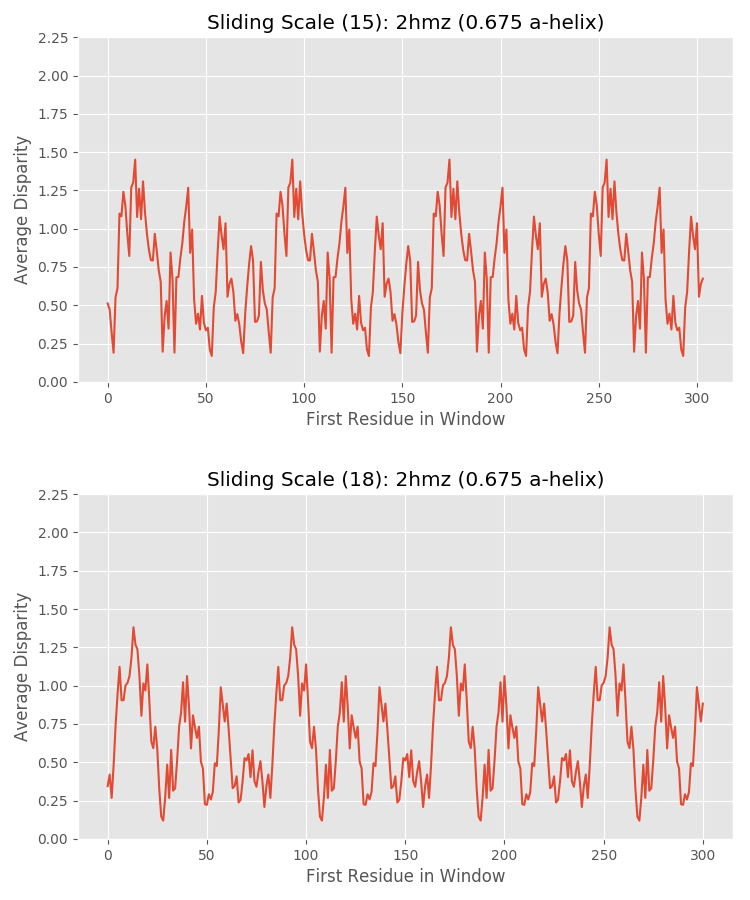 Sliding Scale (15): 2hmz (0.675 a-helix)
2.25
2.00
1.75
1.50
1.25
1.00
0.75
0.50
0.25
0.00
Average Disparity
0 50 100 150 200 250 300
First Residue in Window
Sliding Scale (18): 2hmz (0.675 a-helix)
2.25
2.00
1.75
1.50
1.25
1.00
0.75
0.50
0.25
0.00
Average Disparity
0 50 100 150 200 250 300
First Residue in Window